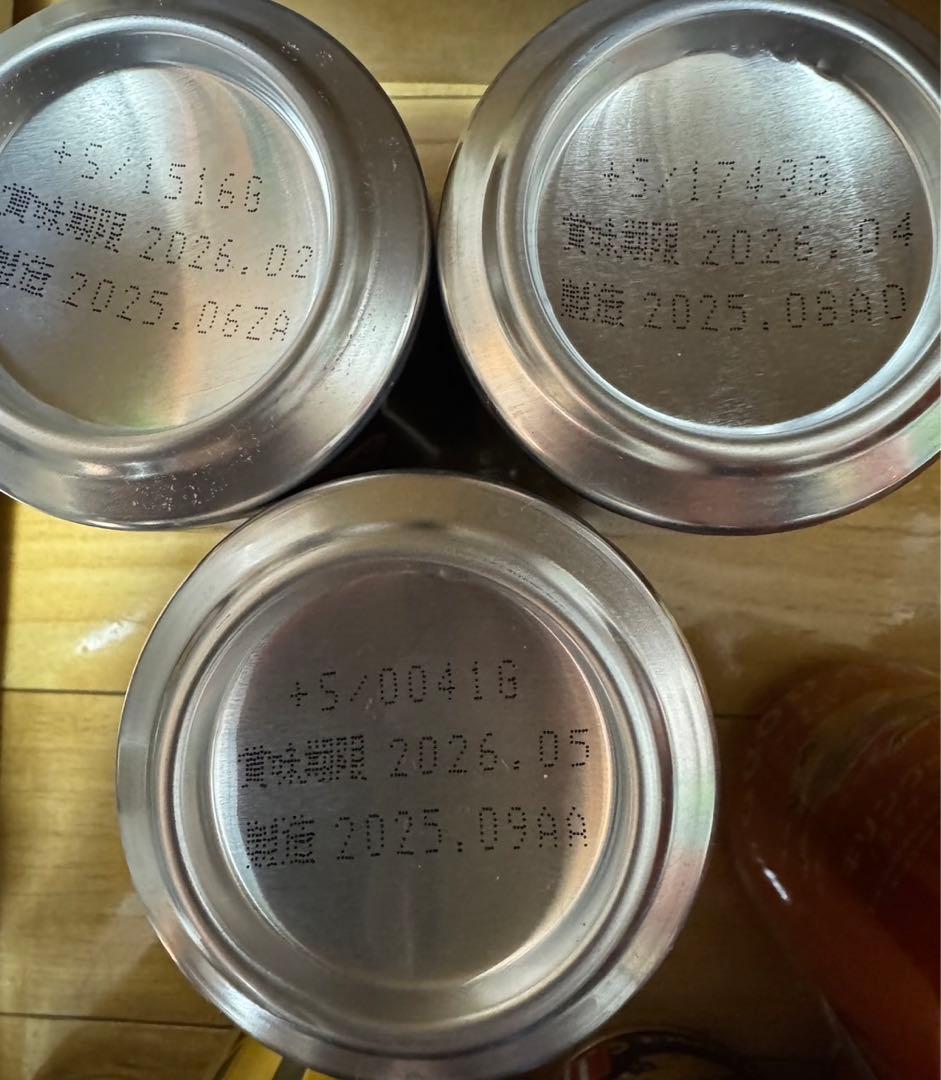 +S/1516G
賞味期限 2026.02
製造 2025.06ZA
+S/1749G
賞味期限 2026.04
製造 2025.08AD
+S/0041G
賞味期限 2026.05
製造 2025.09AA